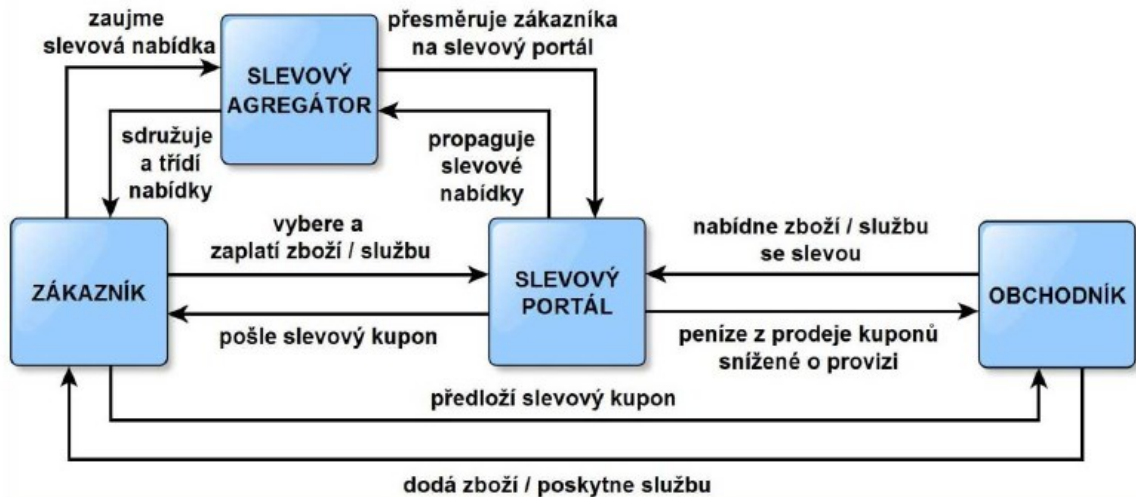 zaujme
slevová nabídka
přesměruje zákazníka
na slevový portál
SLEVOVÝ
AGREGÁTOR
sdružuje
a třídí
nabídky
propaguje
slevové
nabídky
vybere a
zaplatí zboží / službu
nabídne zboží / službu
se slevou
ZÁKAZNÍK
SLEVOVÝ
PORTÁL
OBCHODNÍK
pošle slevový kupon
peníze z prodeje kuponů
snížené o provizi
předloží slevový kupon
dodá zboží / poskytne službu